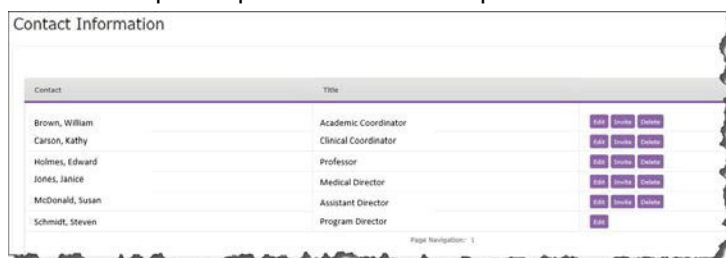 Contact Information
Contact Title
Brown, William Academic Coordinator Edit Invite Delete
Carson, Kathy Clinical Coordinator Edit Invite Delete
Holmes, Edward Professor Edit Invite Delete
Jones, Janice Medical Director Edit Invite Delete
McDonald, Susan Assistant Director Edit Invite Delete
Schmidt, Steven Program Director Edit
Page Navigation: 1